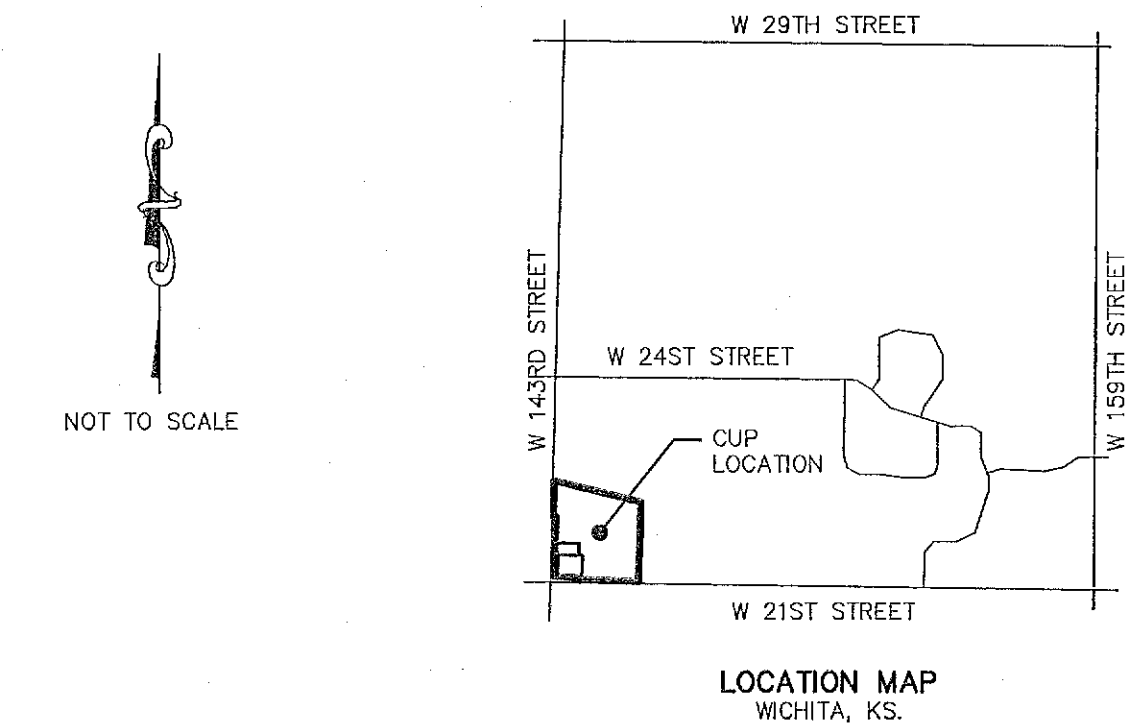 W 29TH STREET
W 143RD STREET
W 159TH STREET
W 24ST STREET
NOT TO SCALE
CUP
LOCATION
W 21ST STREET
LOCATION MAP
WICHITA, KS.